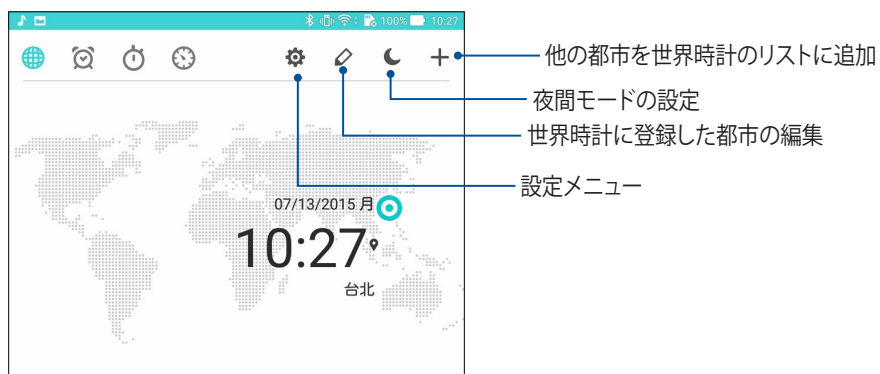 100% 10:27
他の都市を世界時計のリストに追加
夜間モードの設定
世界時計に登録した都市の編集
設定メニュー
07/13/2015 月
10:27
台北